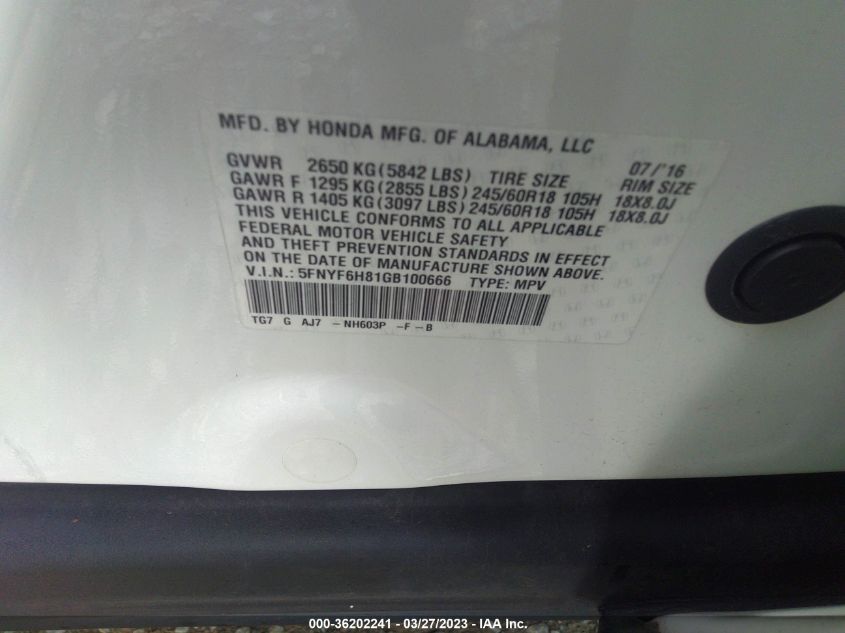 MFD. BY HONDA MFG. OF ALABAMA, LLC
GVWR 2650 KG(5842 LBS) TIRE SIZE 07/'16 RIM SIZE
GAWR F 1295 KG(2855 LBS) 245/60R18 105H 18X8.0J
GAWR R 1405 KG(3097 LBS) 245/60R18 105H 18X8.0J
THIS VEHICLE CONFORMS TO ALL APPLICABLE
FEDERAL MOTOR VEHICLE SAFETY
AND THEFT PREVENTION STANDARDS IN EFFECT
ON THE DATE OF MANUFACTURE SHOWN ABOVE.
V.I.N.: 5FNYF6H81GB100666 TYPE: MPV
TG7 G AJ7 - NH603P -F -B
000-36202241 - 03/27/2023 - IAA Inc.